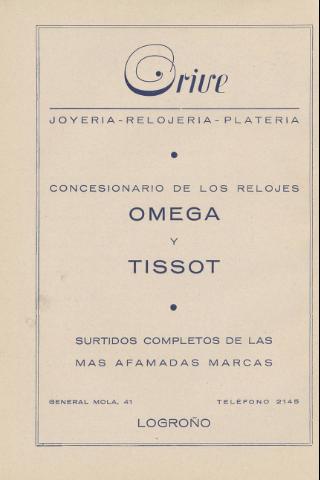 Orive
JOYERIA-RELOJERIA-PLATERIA
CONCESIONARIO DE LOS RELOJES
OMEGA
Y
TISSOT
SURTIDOS COMPLETOS DE LAS
MAS AFAMADAS MARCAS
GENERAL MOLA, 41 TELÉFONO 2145
LOGROÑO